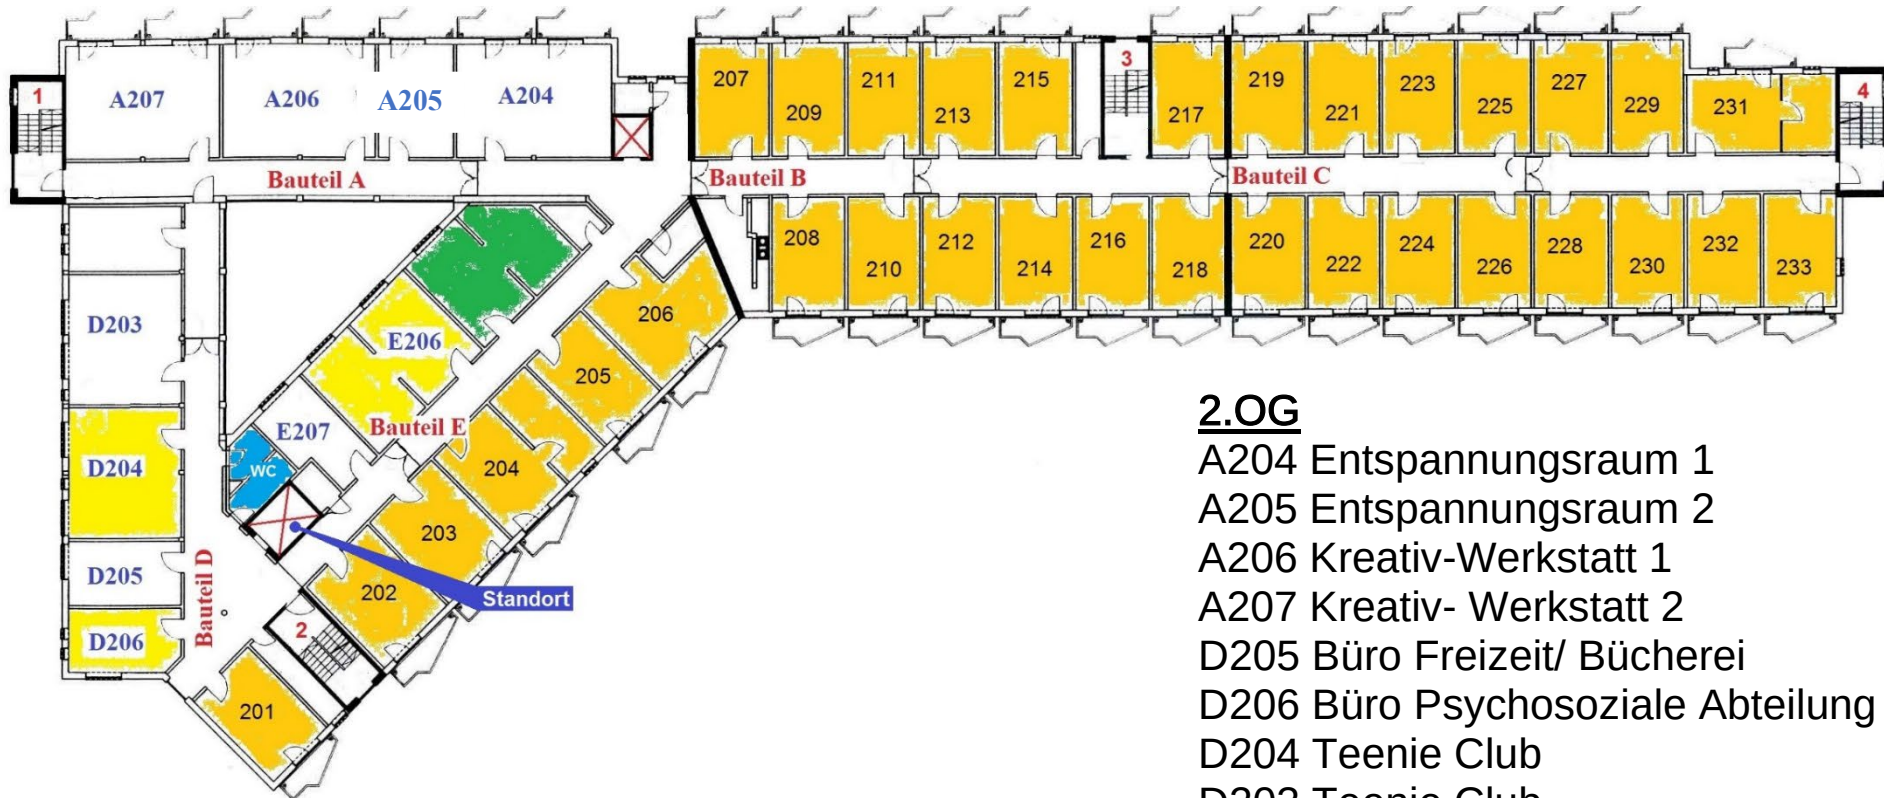 1
A207
A206
A205
A204
207
209
211
213
215
3
217
219
221
223
225
227
229
231
4
Bauteil A
Bauteil B
Bauteil C
208
210
212
214
216
218
220
222
224
226
228
230
232
233
D203
E206
206
205
E207
Bauteil E
WC
D204
204
203
D205
Bauteil D
202
Standort
D206
2
201
2.OG
A204 Entspannungsraum 1
A205 Entspannungsraum 2
A206 Kreativ-Werkstatt 1
A207 Kreativ- Werkstatt 2
D205 Büro Freizeit/ Bücherei
D206 Büro Psychosoziale Abteilung
D204 Teenie Club
D203 Teenie Club